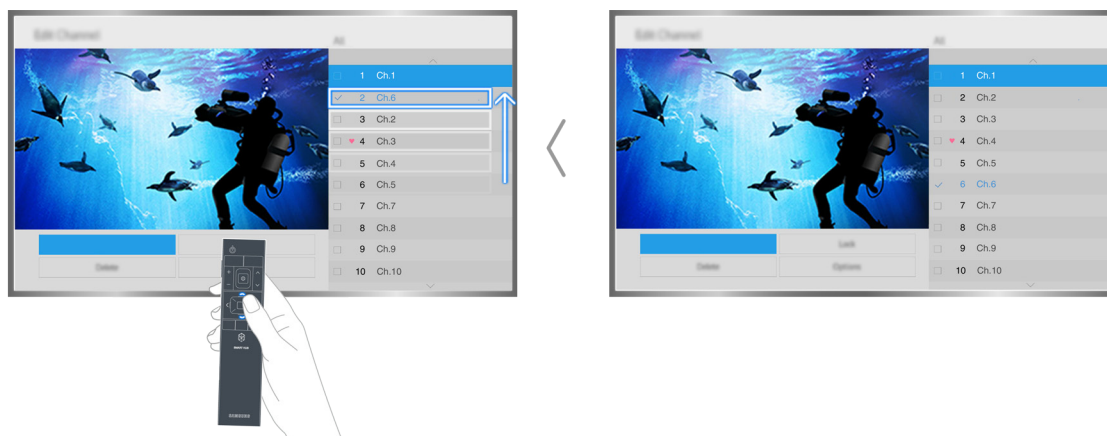 Edit Channel
All
1 Ch.1
2 Ch.6
3 Ch.2
4 Ch.3
5 Ch.4
6 Ch.5
7 Ch.7
8 Ch.8
9 Ch.9
10 Ch.10
Delete
SMART HUB
SAMSUNG
Edit Channel
All
1 Ch.1
2 Ch.2
3 Ch.3
4 Ch.4
5 Ch.5
6 Ch.6
7 Ch.7
8 Ch.8
9 Ch.9
10 Ch.10
Lock
Delete
Options